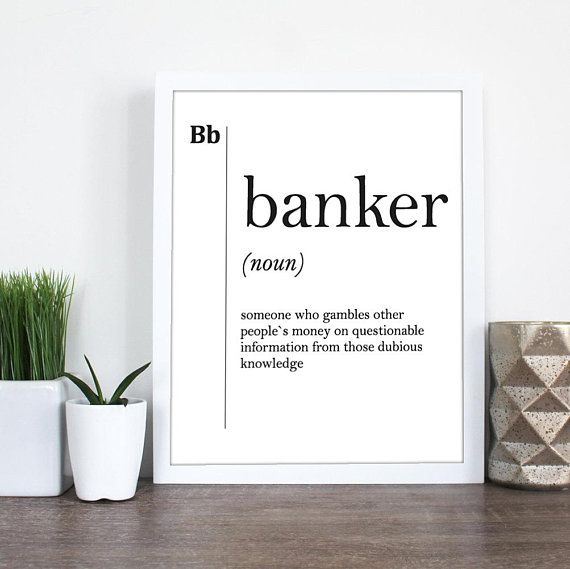 Bb
banker
(noun)
someone who gambles other
people`s money on questionable
information from those dubious
knowledge